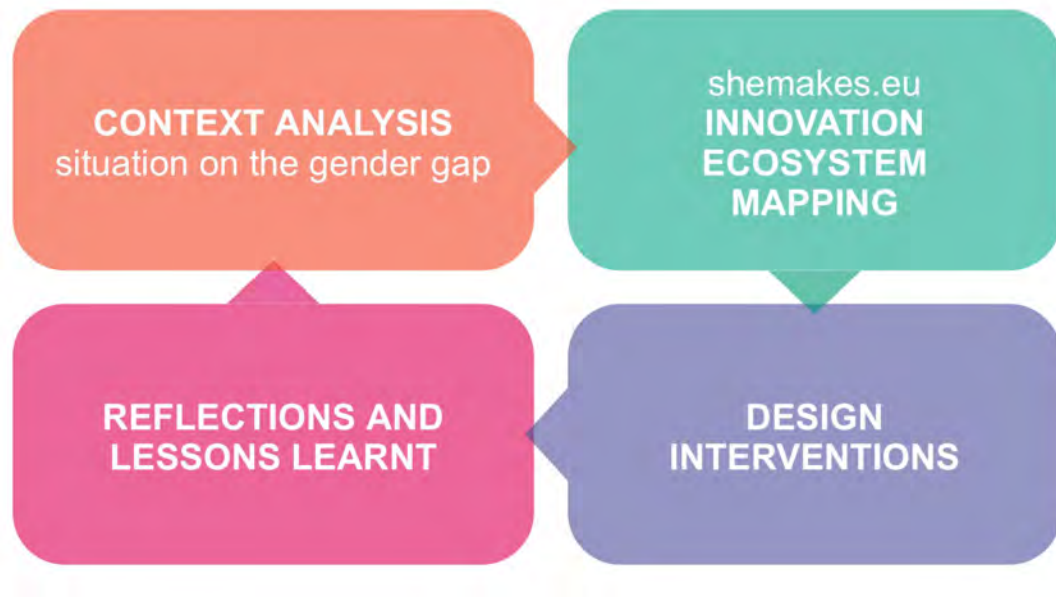 CONTEXT ANALYSIS
situation on the gender gap
shemakes.eu
INNOVATION
ECOSYSTEM
MAPPING
REFLECTIONS AND
LESSONS LEARNT
DESIGN
INTERVENTIONS